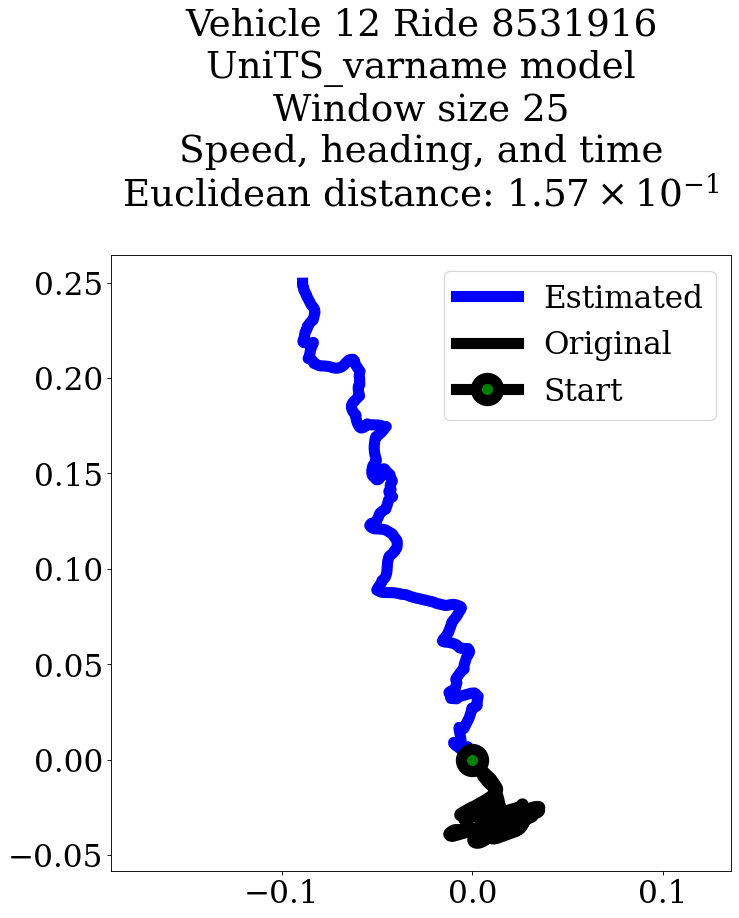 Vehicle 12 Ride 8531916
UniTS_varname model
Window size 25
Speed, heading, and time
Euclidean distance: 1.57 × 10⁻¹
0.25
0.20
0.15
0.10
0.05
0.00
−0.05
−0.1
0.0
0.1
Estimated
Original
Start